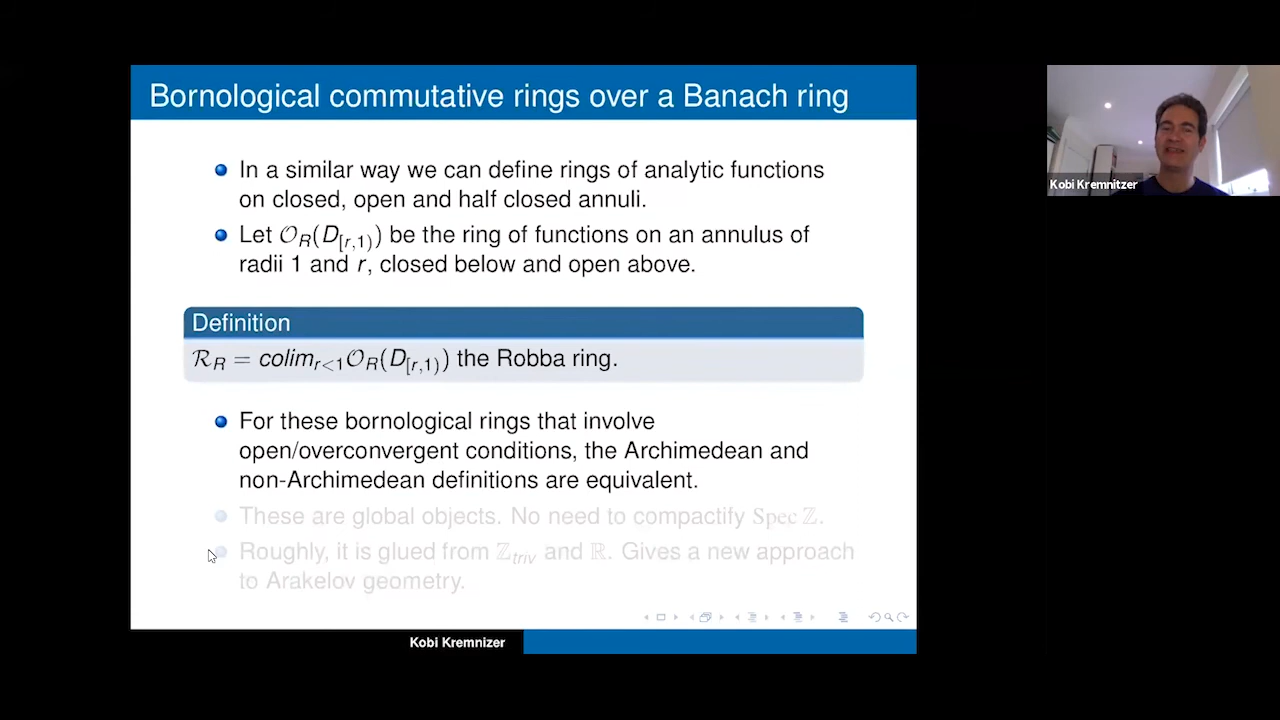 Bornological commutative rings over a Banach ring
In a similar way we can define rings of analytic functions
on closed, open and half closed annuli.
Let 𝒪_R(D_{[r,1)}) be the ring of functions on an annulus of
radii 1 and r, closed below and open above.
Definition
ℛ_R = colim_{r<1}𝒪_R(D_{[r,1)}) the Robba ring.
For these bornological rings that involve
open/overconvergent conditions, the Archimedean and
non-Archimedean definitions are equivalent.
These are global objects. No need to compactify Spec ℤ.
Roughly, it is glued from ℤ_{triv} and ℝ. Gives a new approach
to Arakelov geometry.
Kobi Kremnizer
Kobi Kremnitzer